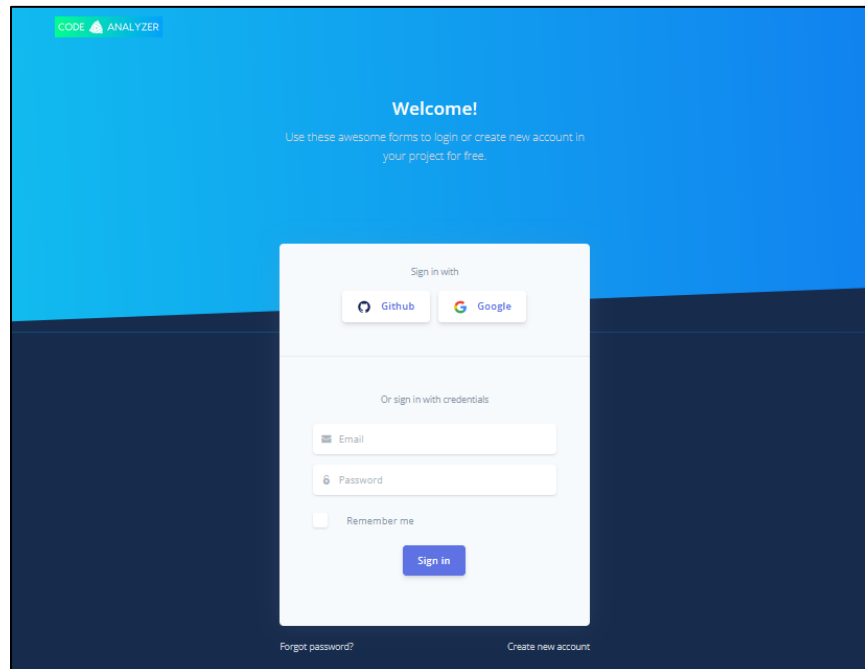 CODE ANALYZER
Welcome!
Use these awesome forms to login or create new account in
your project for free.
Sign in with
Github Google
Or sign in with credentials
Email
Password
Remember me
Sign in
Forgot password? Create new account